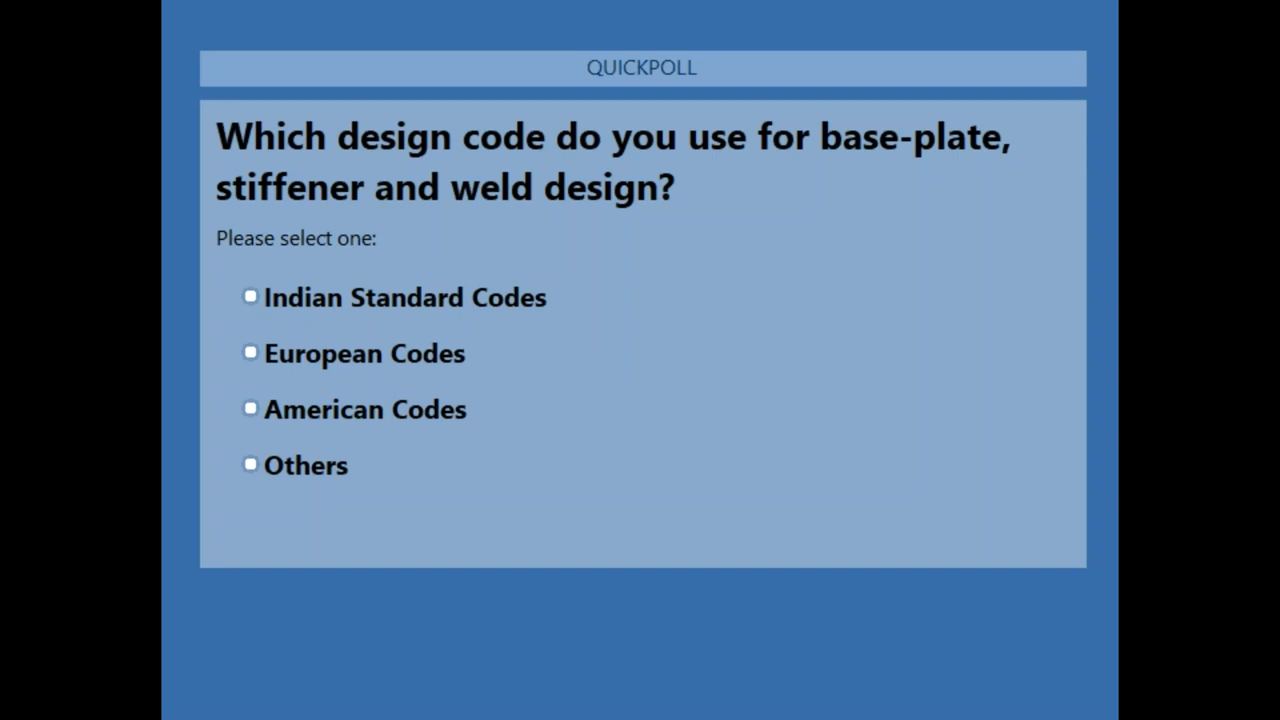 QUICKPOLL
Which design code do you use for base-plate,
stiffener and weld design?
Please select one:
Indian Standard Codes
European Codes
American Codes
Others